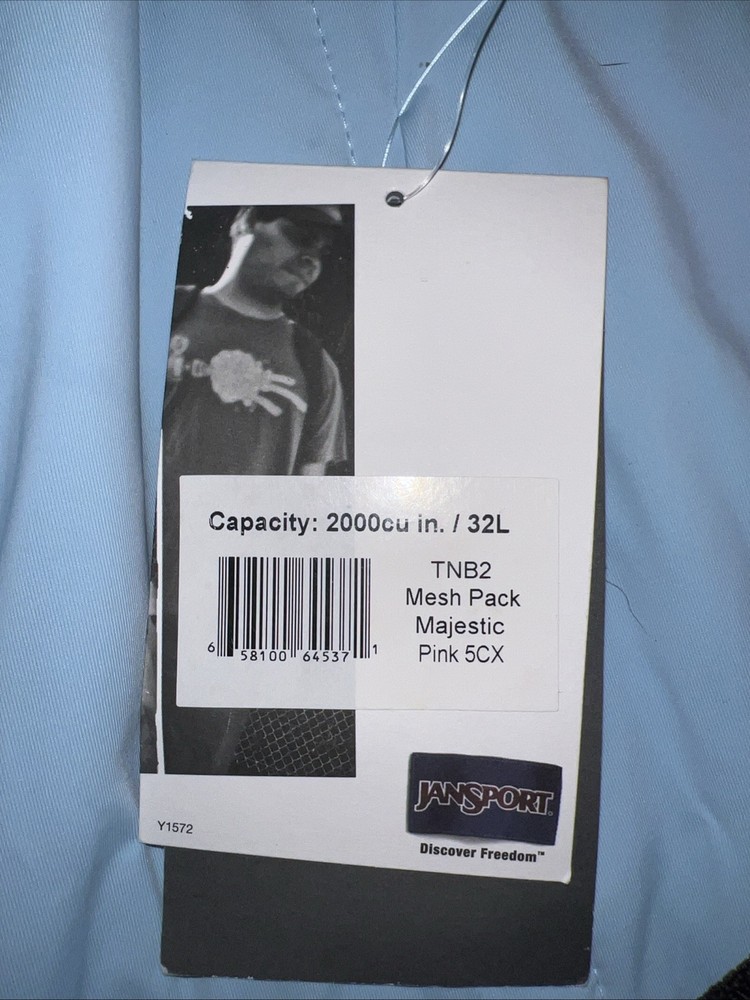 Capacity: 2000cu in. / 32L
TNB2
Mesh Pack
Majestic
Pink 5CX
6 58100 64537 1
JANSPORT.
Discover Freedom™
Y1572